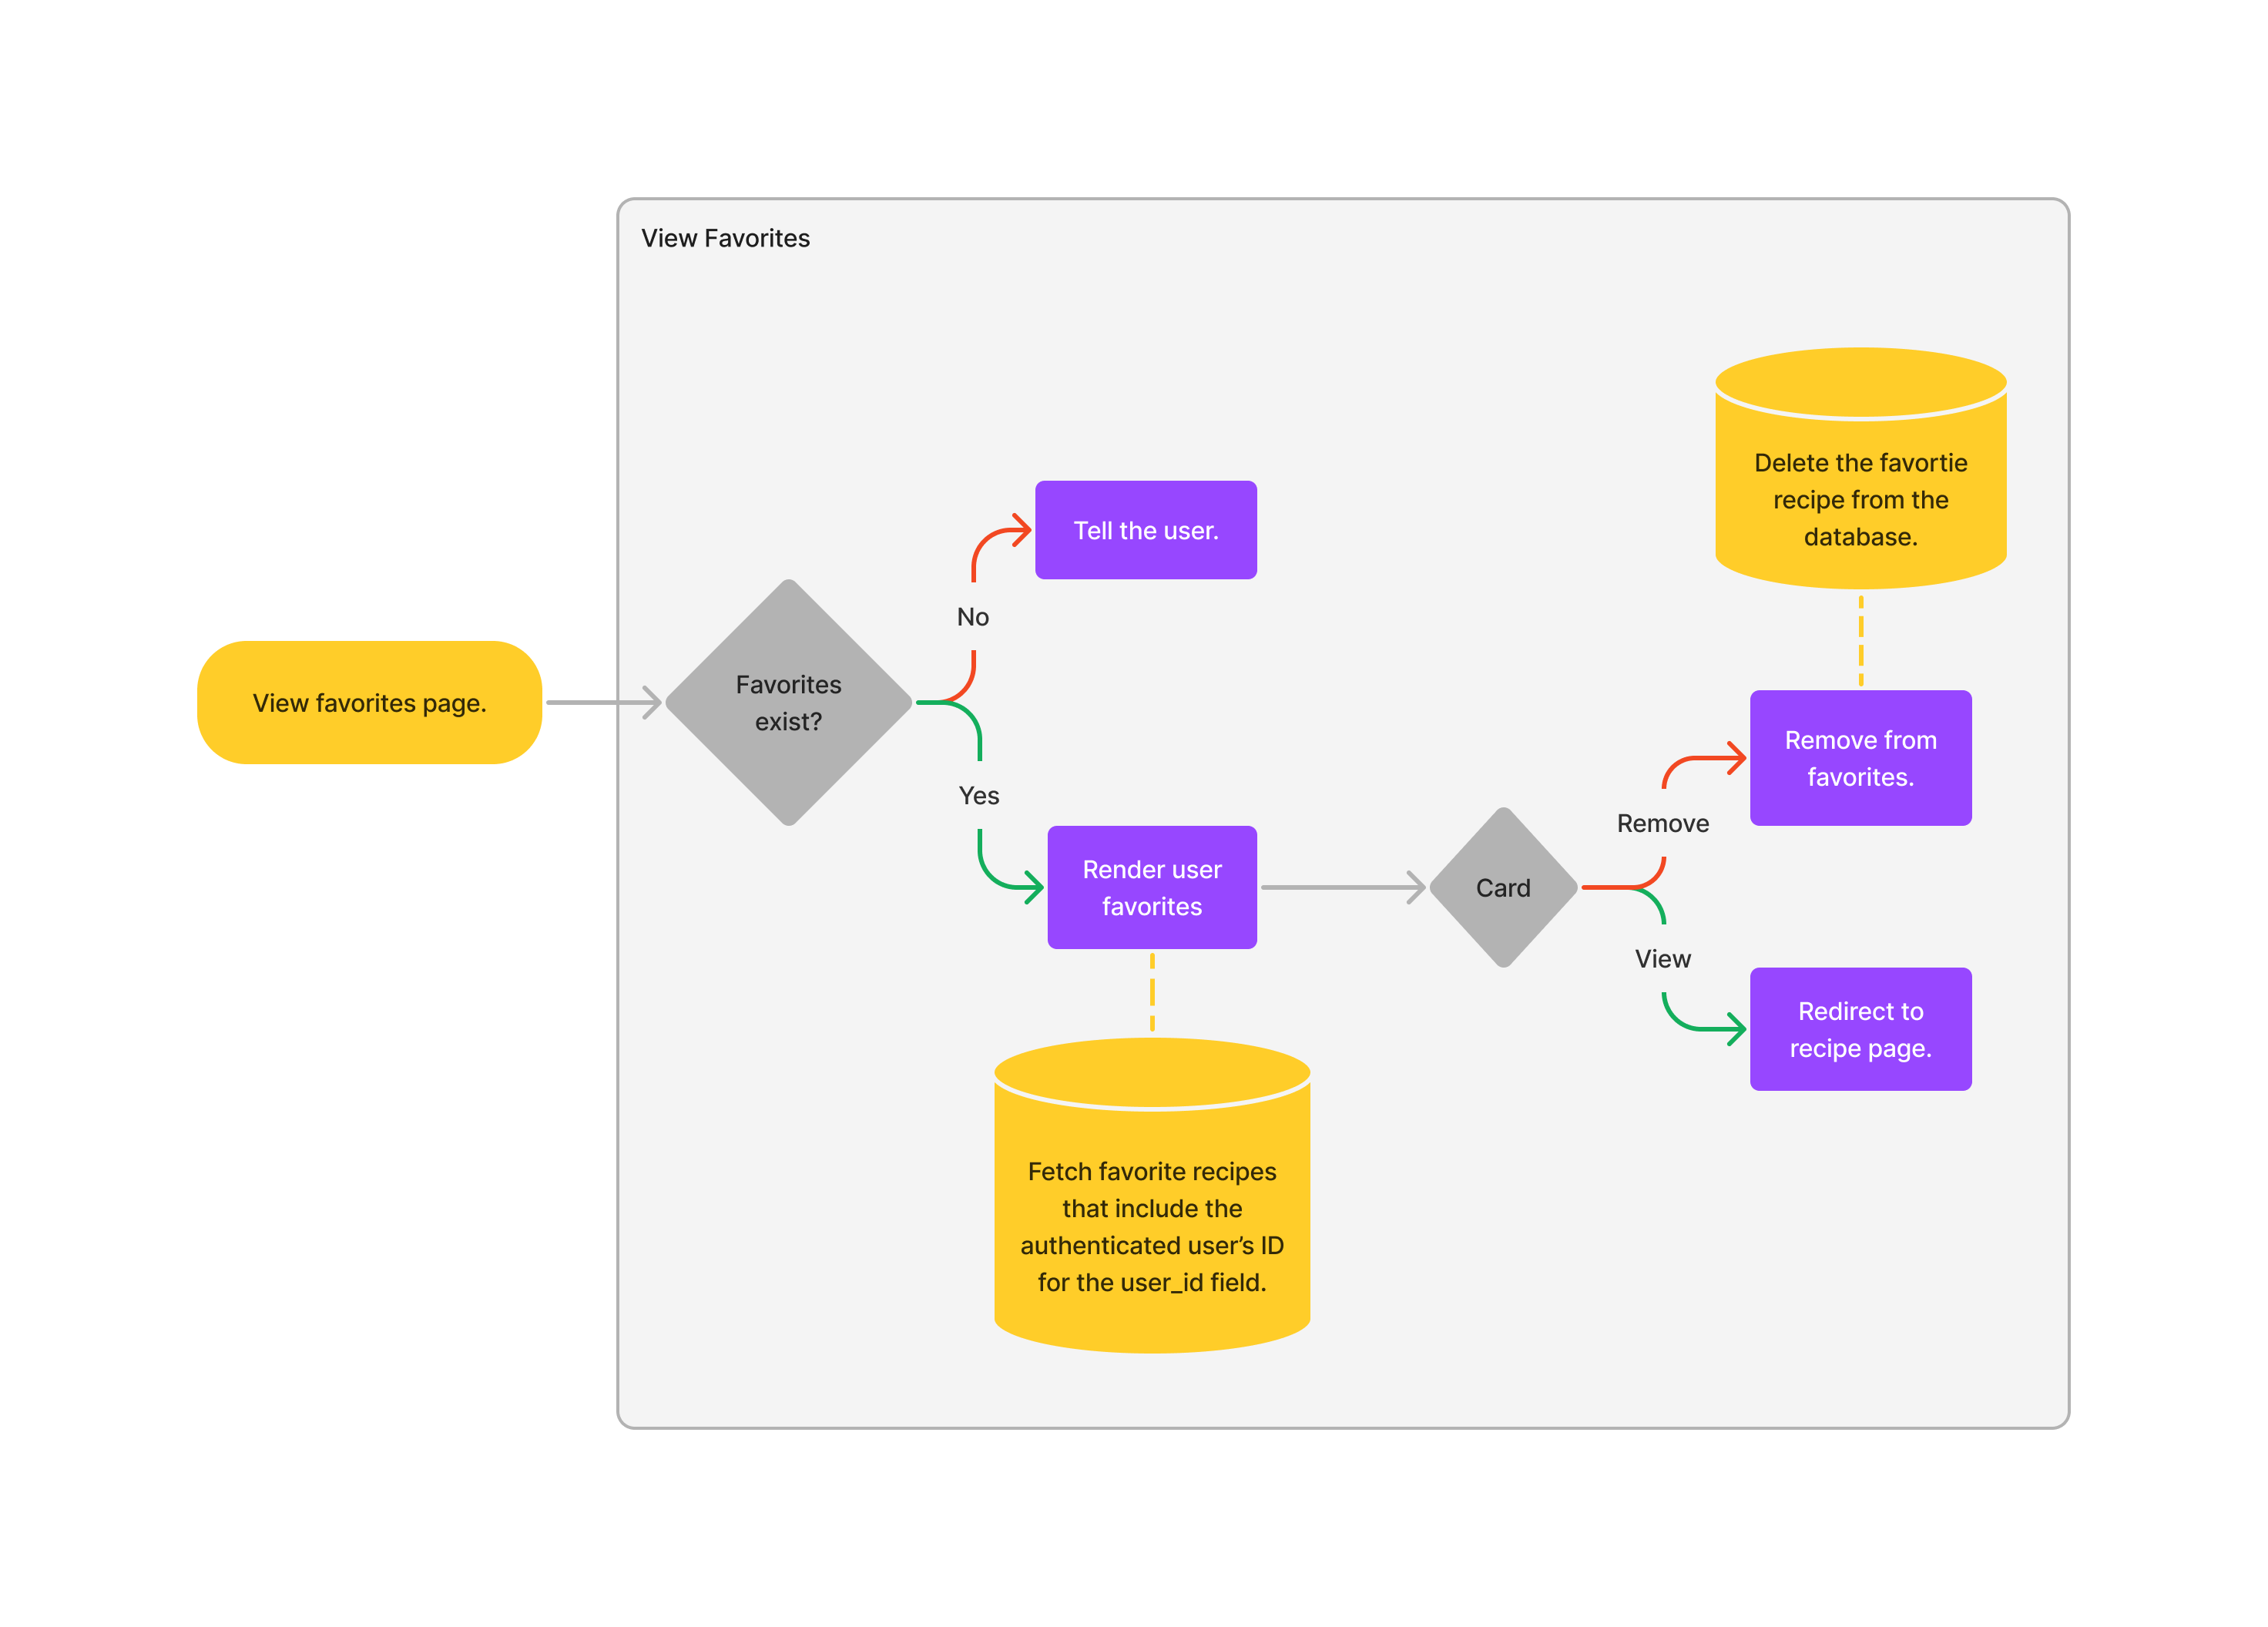 View Favorites
View favorites page.
Favorites
exist?
No
Tell the user.
Yes
Render user
favorites
Fetch favorite recipes
that include the
authenticated user’s ID
for the user_id field.
Card
Remove
Remove from
favorites.
Delete the favortie
recipe from the
database.
View
Redirect to
recipe page.